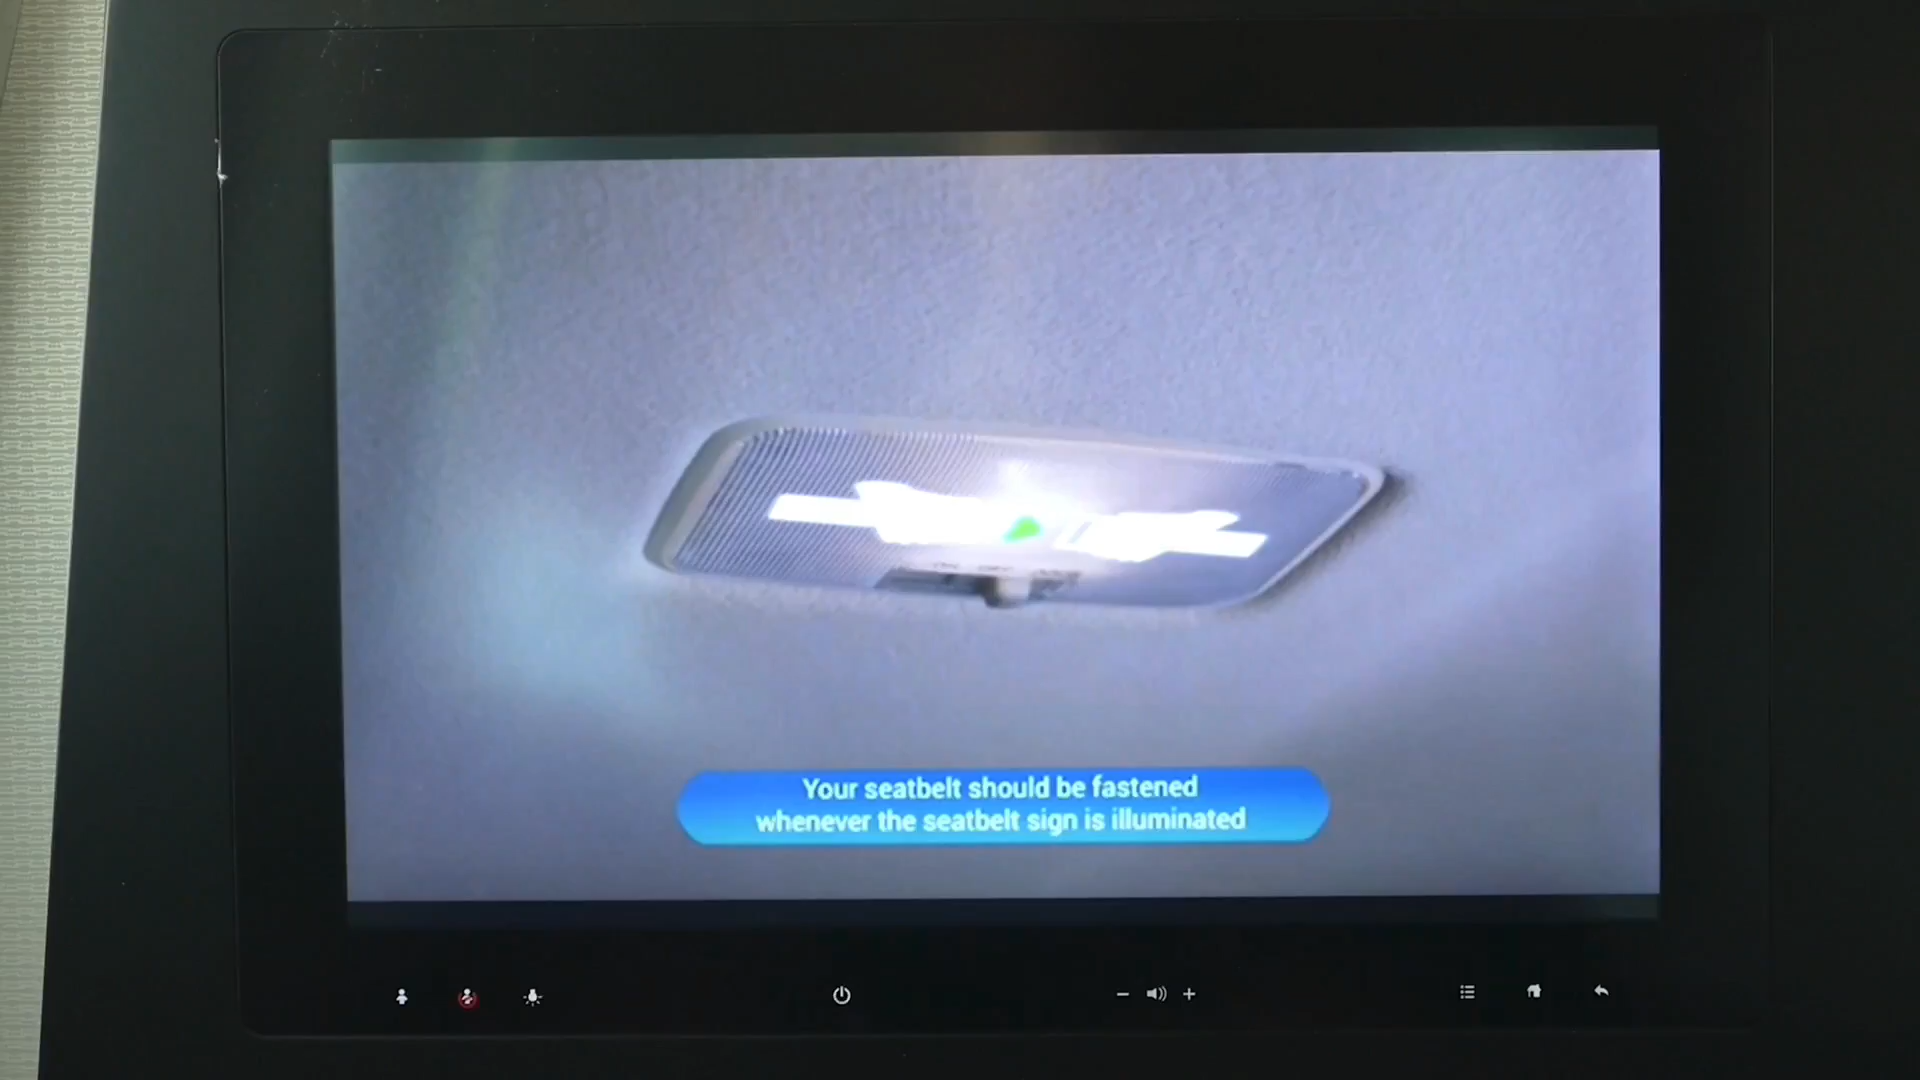 Your seatbelt should be fastened
whenever the seatbelt sign is illuminated